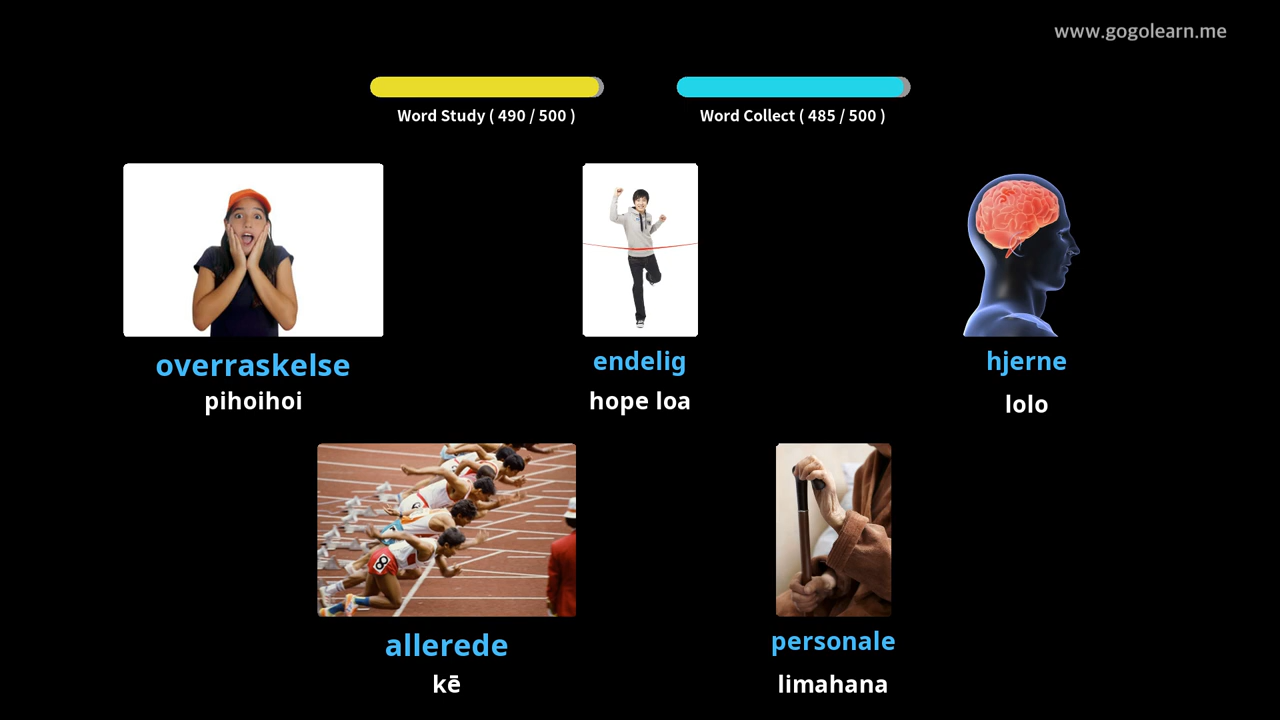 www.gogolearn.me
Word Study ( 490 / 500 )
Word Collect ( 485 / 500 )
overraskelse
pihoihoi
endelig
hope loa
hjerne
lolo
8
allerede
kē
personale
limahana